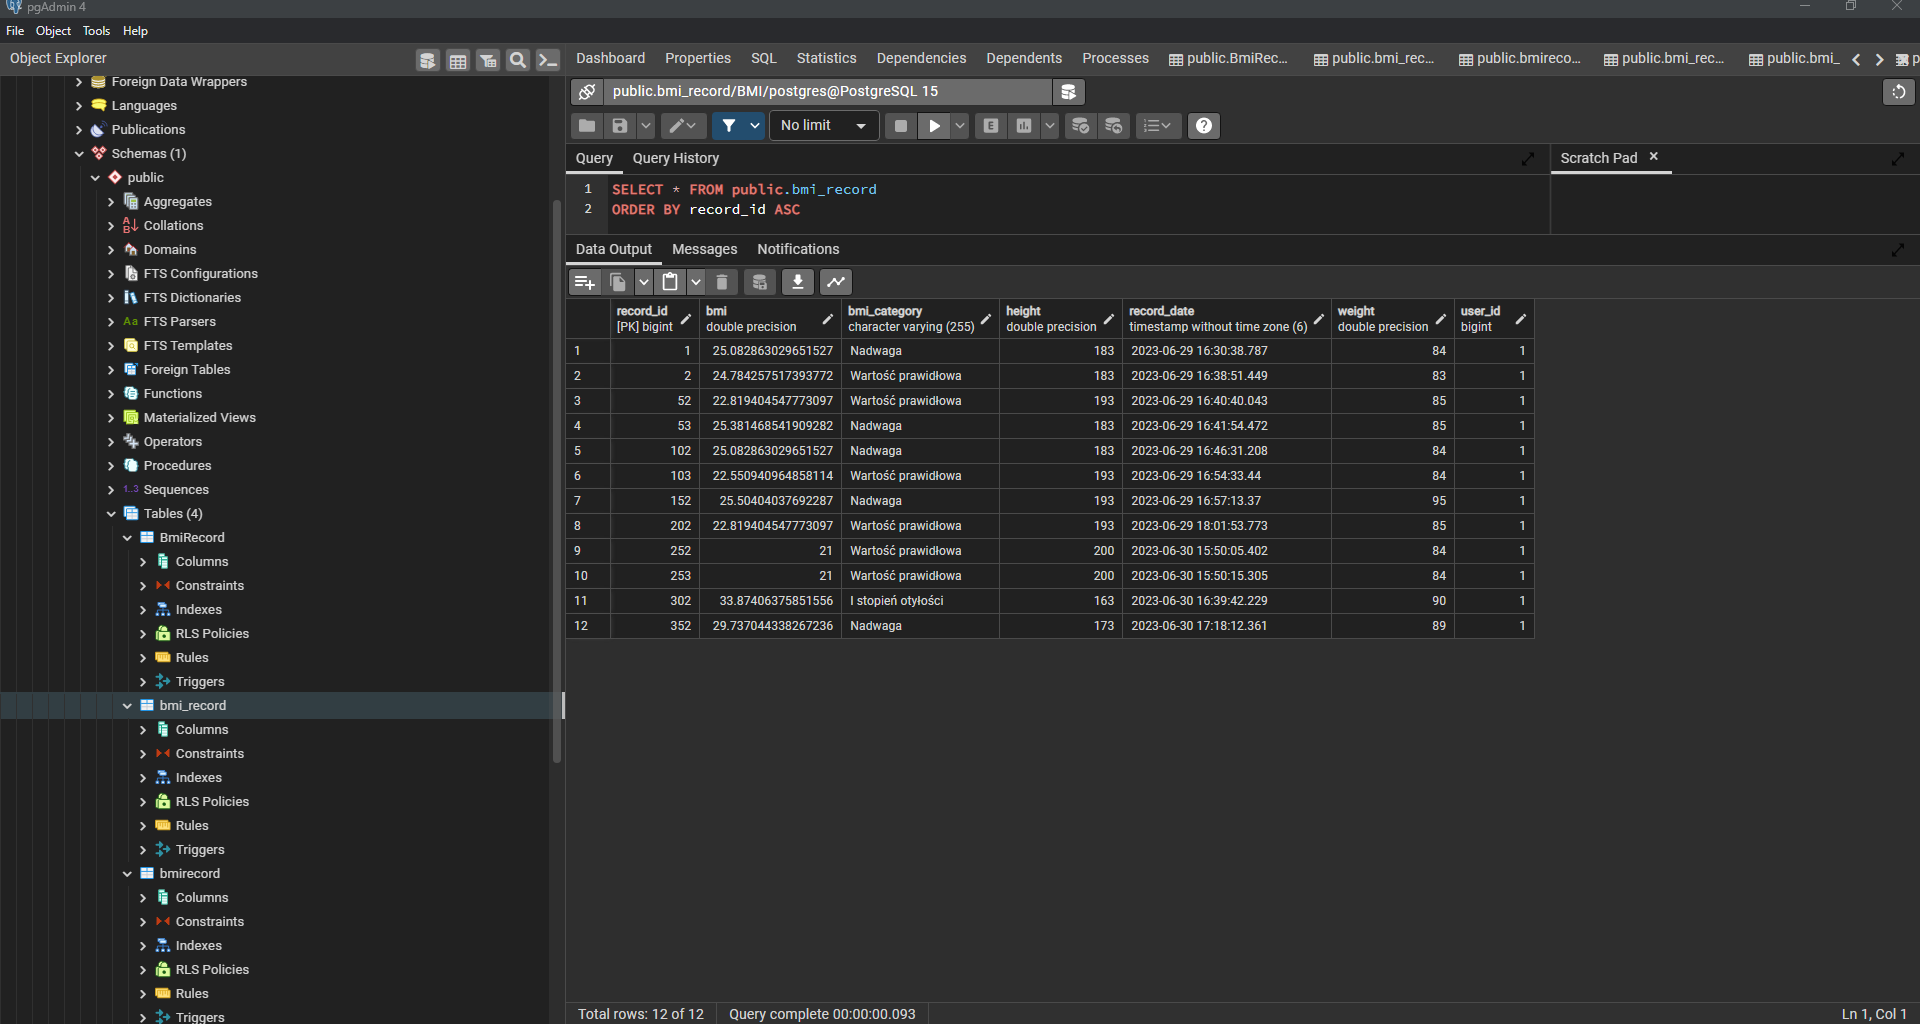 pgAdmin 4
File Object Tools Help
Object Explorer
Dashboard Properties SQL Statistics Dependencies Dependents Processes public.BmiRec... public.bmi_rec... public.bmireco... public.bmi_rec... public.bmi_
Foreign Data Wrappers
Languages
Publications
Schemas (1)
public
Aggregates
Collations
Domains
FTS Configurations
FTS Dictionaries
FTS Parsers
FTS Templates
Foreign Tables
Functions
Materialized Views
Operators
Procedures
1..3 Sequences
Tables (4)
BmiRecord
Columns
Constraints
Indexes
RLS Policies
Rules
Triggers
bmi_record
Columns
Constraints
Indexes
RLS Policies
Rules
Triggers
bmirecord
Columns
Constraints
Indexes
RLS Policies
Rules
Triggers
public.bmi_record/BMI/postgres@PostgreSQL 15
No limit
Query Query History
Scratch Pad
1 SELECT * FROM public.bmi_record
2 ORDER BY record_id ASC
Data Output Messages Notifications
record_id bmi bmi_category height record_date weight user_id
[PK] bigint double precision character varying (255) double precision timestamp without time zone (6) double precision bigint
1 1 25.082863029651527 Nadwaga 183 2023-06-29 16:30:38.787 84 1
2 2 24.784257517393772 Wartość prawidłowa 183 2023-06-29 16:38:51.449 83 1
3 52 22.819404547773097 Wartość prawidłowa 193 2023-06-29 16:40:40.043 85 1
4 53 25.381468541909282 Nadwaga 183 2023-06-29 16:41:54.472 85 1
5 102 25.082863029651527 Nadwaga 183 2023-06-29 16:46:31.208 84 1
6 103 22.550940964858114 Wartość prawidłowa 193 2023-06-29 16:54:33.44 84 1
7 152 25.50404037692287 Nadwaga 193 2023-06-29 16:57:13.37 95 1
8 202 22.819404547773097 Wartość prawidłowa 193 2023-06-29 18:01:53.773 85 1
9 252 21 Wartość prawidłowa 200 2023-06-30 15:50:05.402 84 1
10 253 21 Wartość prawidłowa 200 2023-06-30 15:50:15.305 84 1
11 302 33.87406375851556 I stopień otyłości 163 2023-06-30 16:39:42.229 90 1
12 352 29.737044338267236 Nadwaga 173 2023-06-30 17:18:12.361 89 1
Total rows: 12 of 12 Query complete 00:00:00.093 Ln 1, Col 1